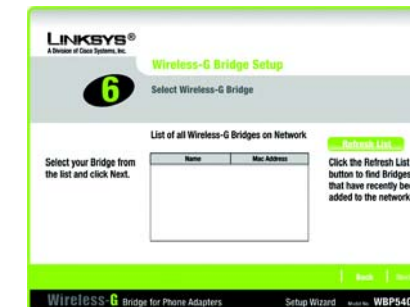 LINKSYS®
A Division of Cisco Systems, Inc.
Wireless-G Bridge Setup
6
Select Wireless-G Bridge
List of all Wireless-G Bridges on Network
Name Mac Address
Select your Bridge from
the list and click Next.
Refresh List
Click the Refresh List
button to find Bridges
that have recently be
added to the network
Back
Wireless-G Bridge for Phone Adapters Setup Wizard WBP54G